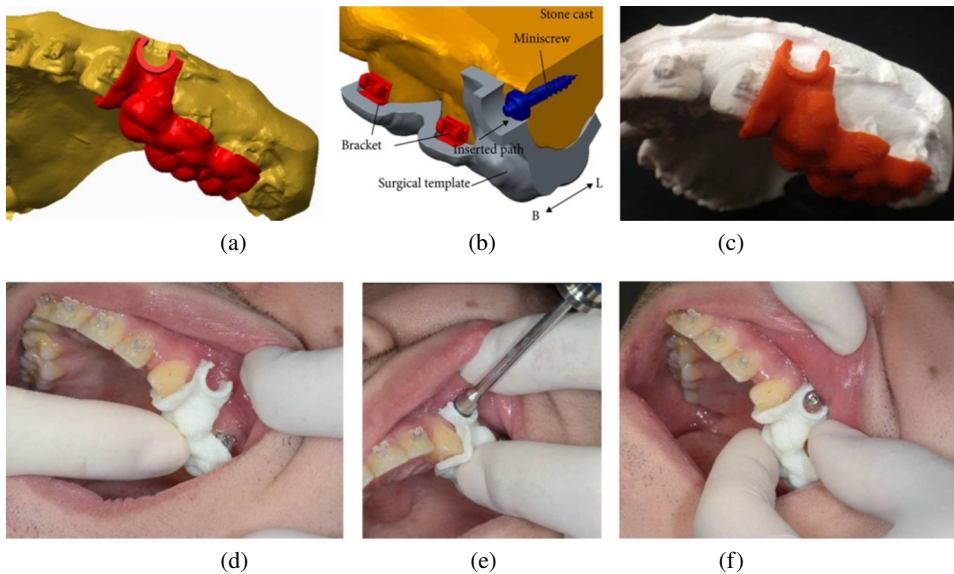 Stone cast
Miniscrew
Bracket
Inserted path
Surgical template
L
B
(a)
(b)
(c)
(d)
(e)
(f)